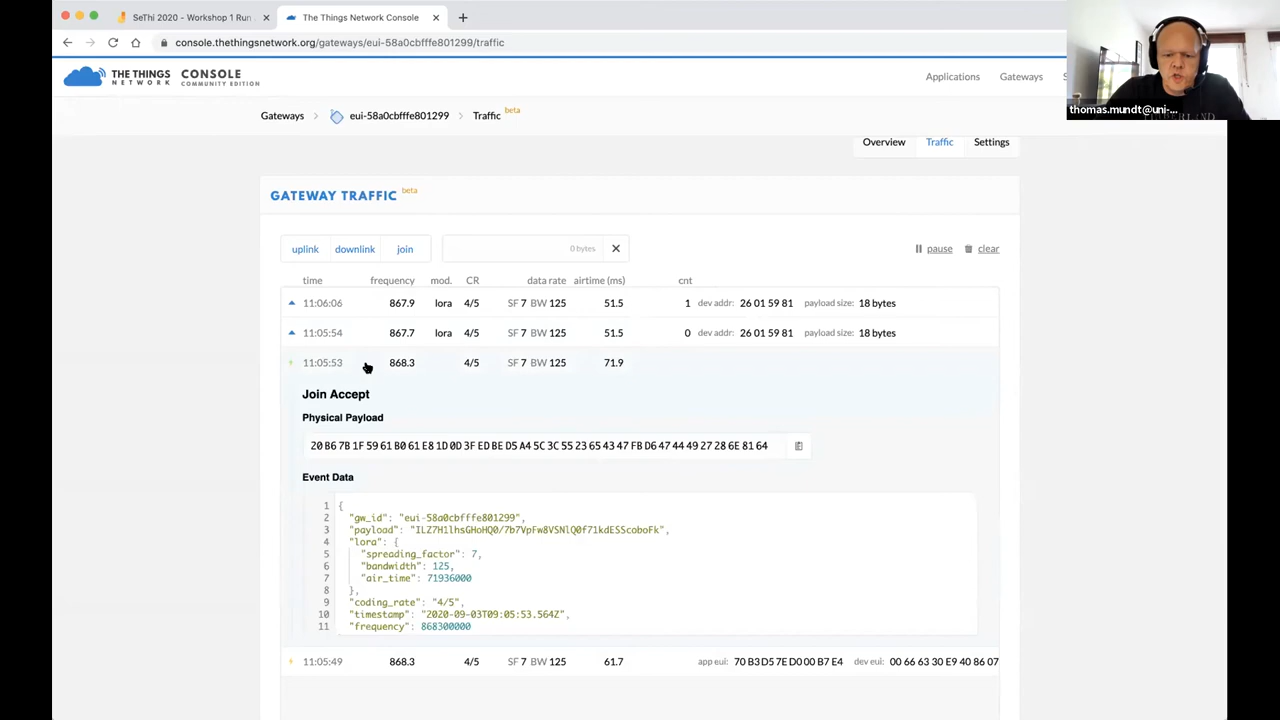 SeThi 2020 - Workshop 1 Run
The Things Network Console
console.thethingsnetwork.org/gateways/eui-58a0cbfffe801299/traffic
THE THINGS NETWORK
CONSOLE
COMMUNITY EDITION
Applications
Gateways
thomas.mundt@uni-...
Gateways
eui-58a0cbfffe801299
Traffic beta
Overview
Traffic
Settings
GATEWAY TRAFFIC beta
uplink downlink join 0 bytes
pause clear
time frequency mod. CR data rate airtime (ms) cnt
11:06:06 867.9 lora 4/5 SF 7 BW 125 51.5 1 dev addr: 26 01 59 81 payload size: 18 bytes
11:05:54 867.7 lora 4/5 SF 7 BW 125 51.5 0 dev addr: 26 01 59 81 payload size: 18 bytes
11:05:53 868.3 4/5 SF 7 BW 125 71.9
Join Accept
Physical Payload
20 B6 7B 1F 59 61 B0 61 E8 1D 0D 3F ED BE D5 A4 5C 3C 55 23 65 43 47 FB D6 47 44 49 27 28 6E 81 64
Event Data
1 {
2 "gw_id": "eui-58a0cbfffe801299",
3 "payload": "ILZ7H1lhsGHoHQ0/7b7VpFw8VSNlQ0f71kdESScoboFk",
4 "lora": {
5 "spreading_factor": 7,
6 "bandwidth": 125,
7 "air_time": 71936000
8 },
9 "coding_rate": "4/5",
10 "timestamp": "2020-09-03T09:05:53.564Z",
11 "frequency": 868300000
11:05:49 868.3 4/5 SF 7 BW 125 61.7 app eui: 70 B3 D5 7E D0 00 B7 E4 dev eui: 00 66 63 30 E9 40 86 07